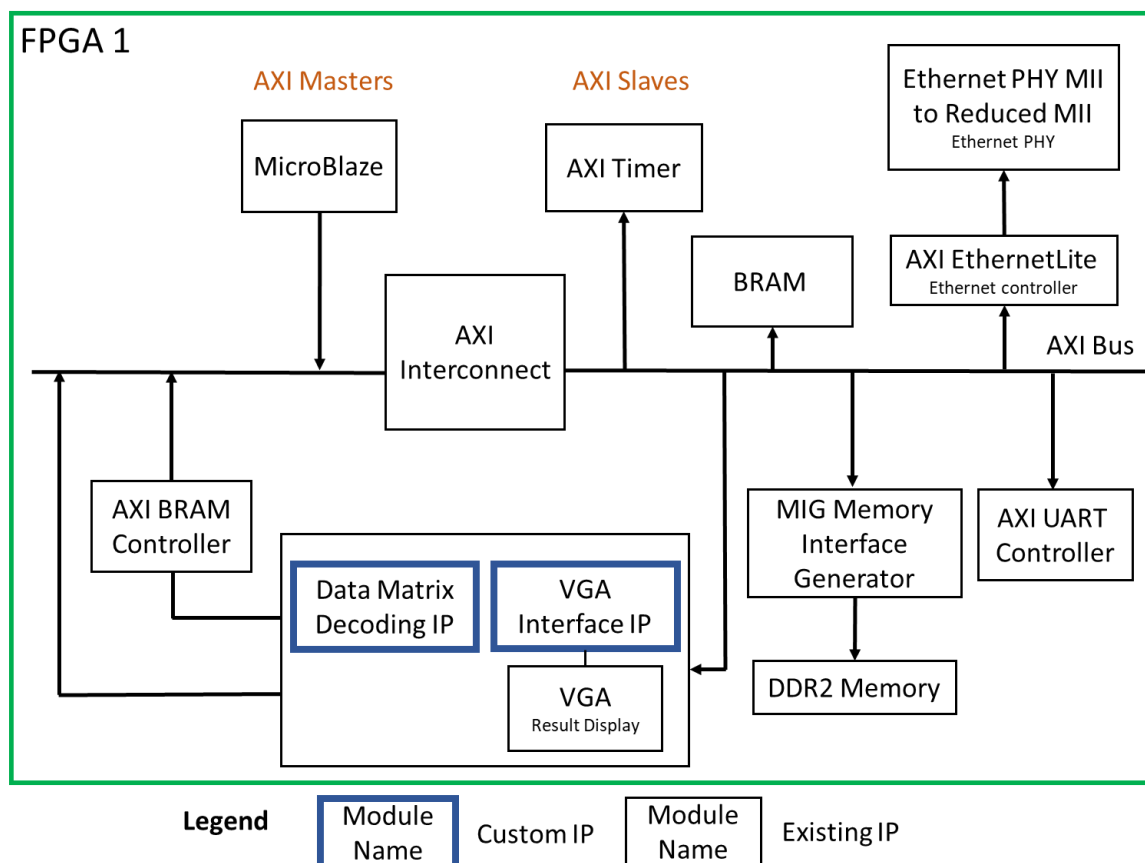 FPGA 1
AXI Masters
AXI Slaves
Ethernet PHY MII
to Reduced MII
Ethernet PHY
MicroBlaze
AXI Timer
BRAM
AXI EthernetLite
Ethernet controller
AXI
Interconnect
AXI Bus
AXI BRAM
Controller
MIG Memory
Interface
Generator
AXI UART
Controller
Data Matrix
Decoding IP
VGA
Interface IP
VGA
Result Display
DDR2 Memory
Legend
Module
Name
Custom IP
Module
Name
Existing IP